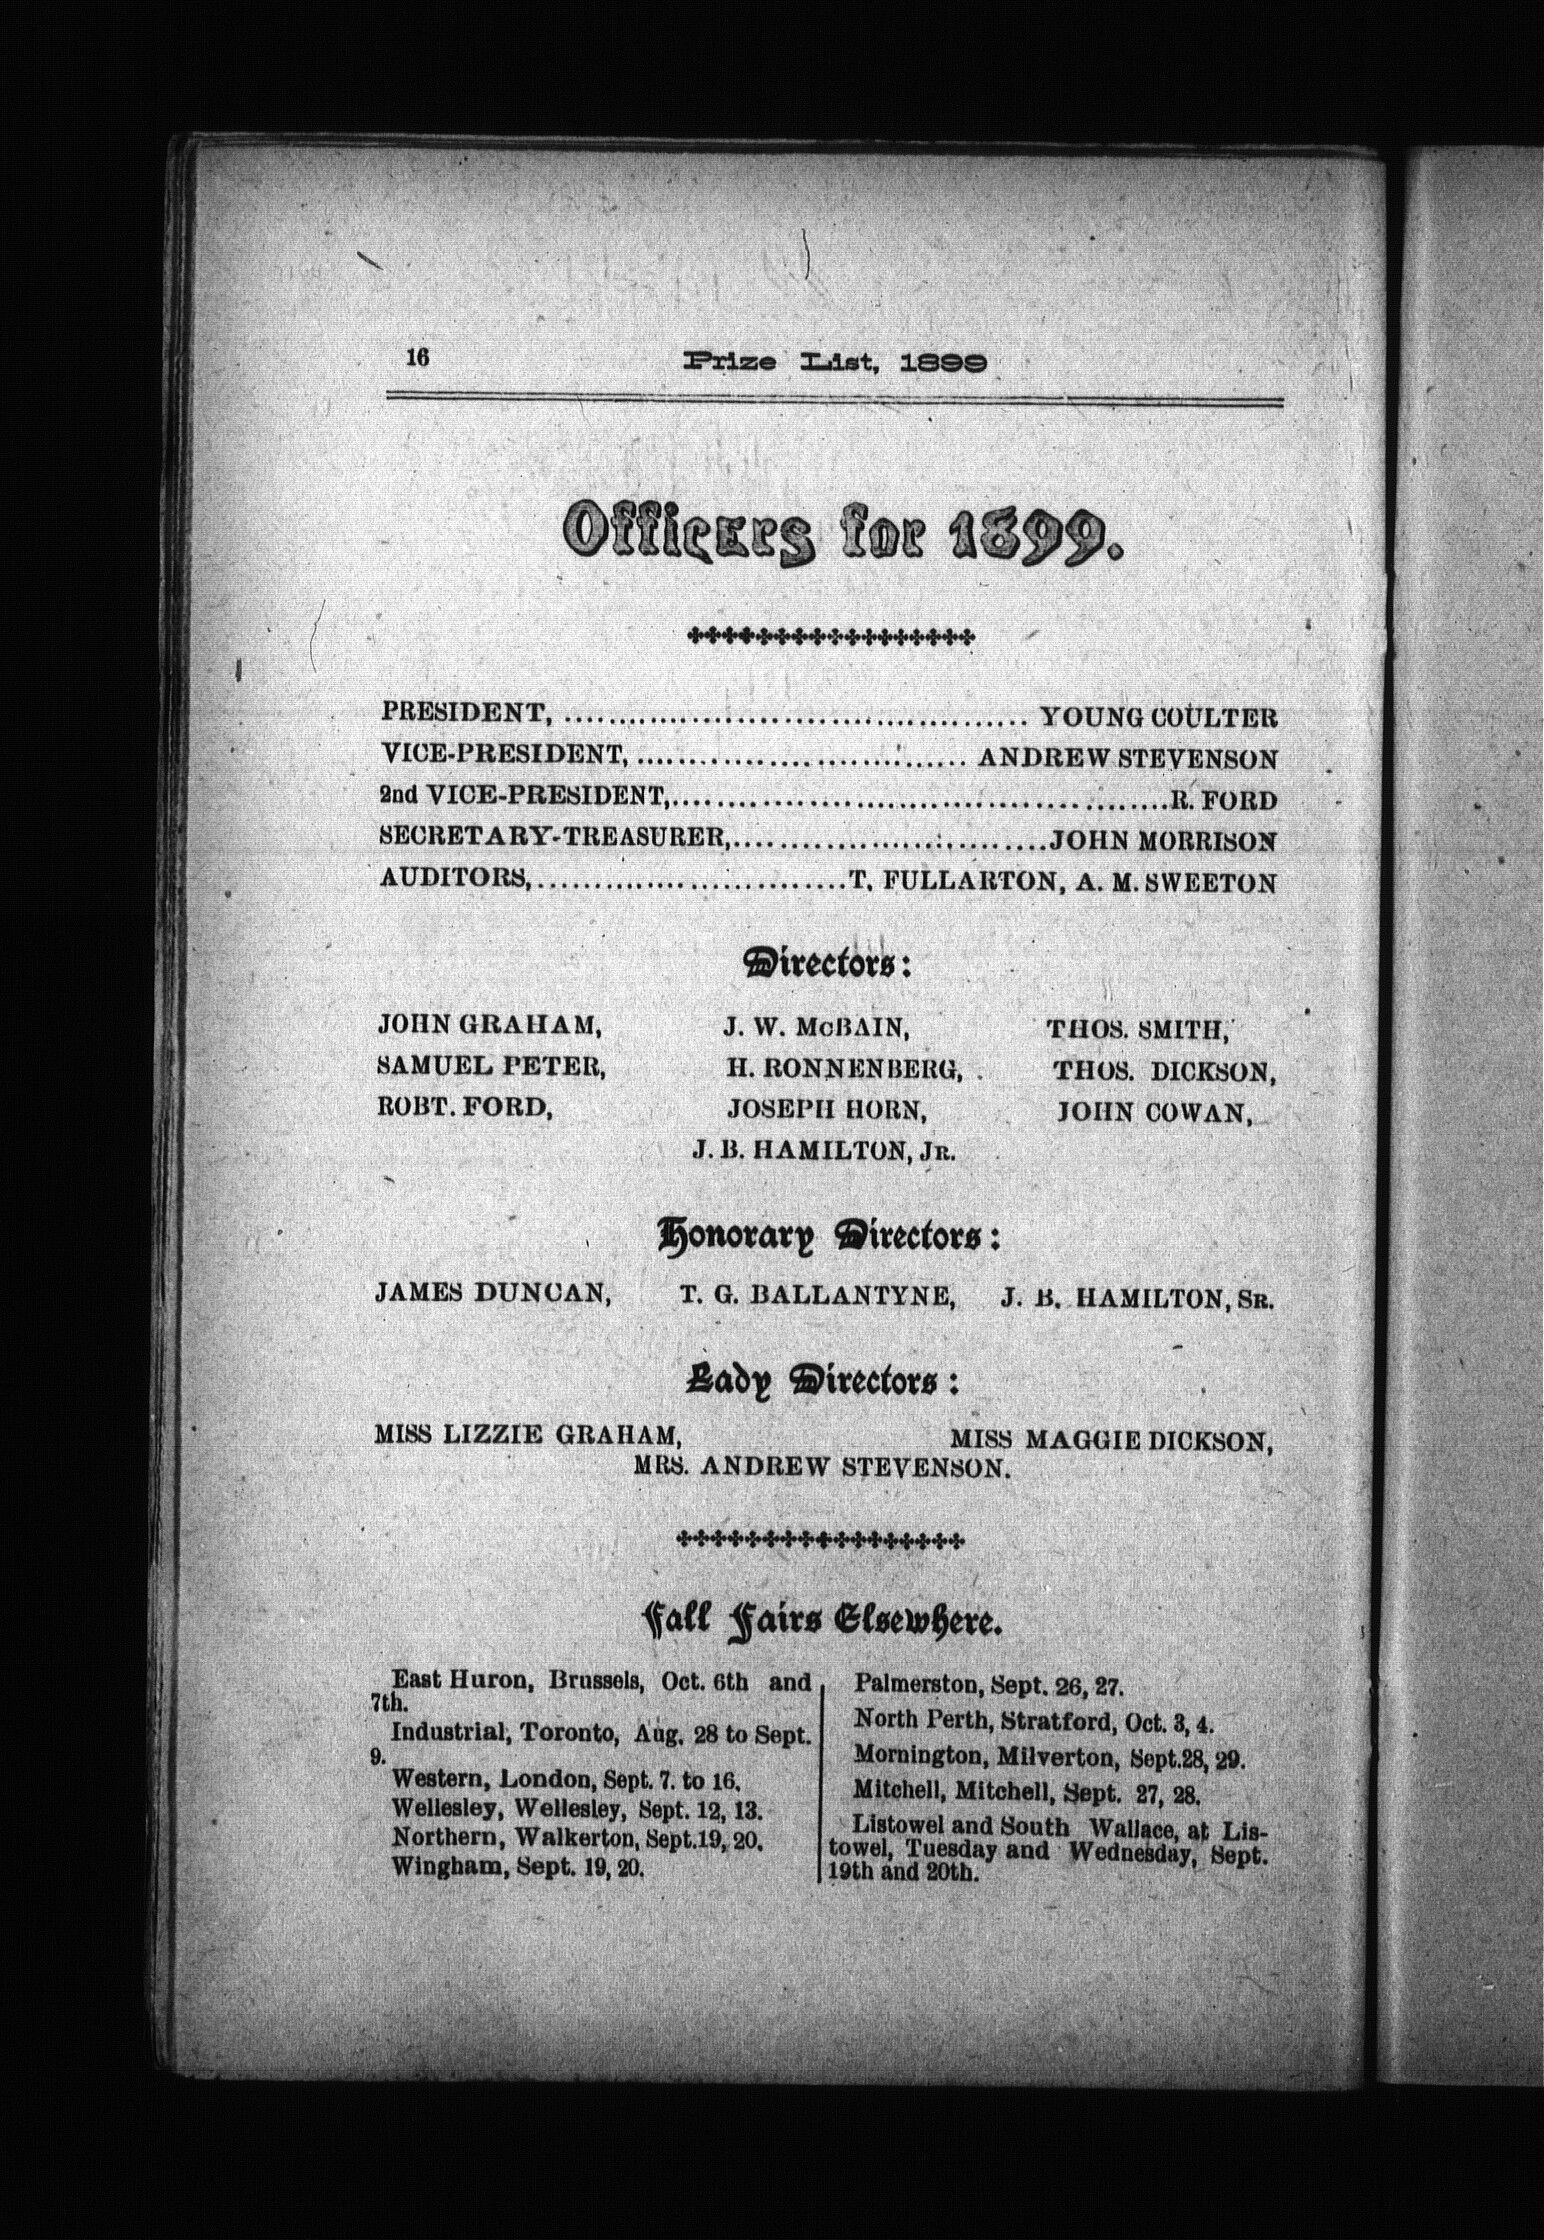 16 Prize List, 1899
Officers for 1899.
PRESIDENT, ........................................ YOUNG COULTER
VICE-PRESIDENT, ............................... ANDREW STEVENSON
2nd VICE-PRESIDENT, ............................................. R. FORD
SECRETARY-TREASURER, ............................ JOHN MORRISON
AUDITORS, ........................... T. FULLARTON, A. M. SWEETON
Directors:
JOHN GRAHAM, J. W. McBAIN, THOS. SMITH,
SAMUEL PETER, H. RONNENBERG, THOS. DICKSON,
ROBT. FORD, JOSEPH HORN, JOHN COWAN,
J. B. HAMILTON, JR.
Honorary Directors:
JAMES DUNCAN, T. G. BALLANTYNE, J. B. HAMILTON, SR.
Lady Directors:
MISS LIZZIE GRAHAM, MISS MAGGIE DICKSON,
MRS. ANDREW STEVENSON.
Fall Fairs Elsewhere.
East Huron, Brussels, Oct. 6th and
7th.
Industrial, Toronto, Aug. 28 to Sept.
9.
Western, London, Sept. 7. to 16.
Wellesley, Wellesley, Sept. 12, 13.
Northern, Walkerton, Sept.19, 20.
Wingham, Sept. 19, 20.
Palmerston, Sept. 26, 27.
North Perth, Stratford, Oct. 3, 4.
Mornington, Milverton, Sept.28, 29.
Mitchell, Mitchell, Sept. 27, 28.
Listowel and South Wallace, at Lis-
towel, Tuesday and Wednesday, Sept.
19th and 20th.